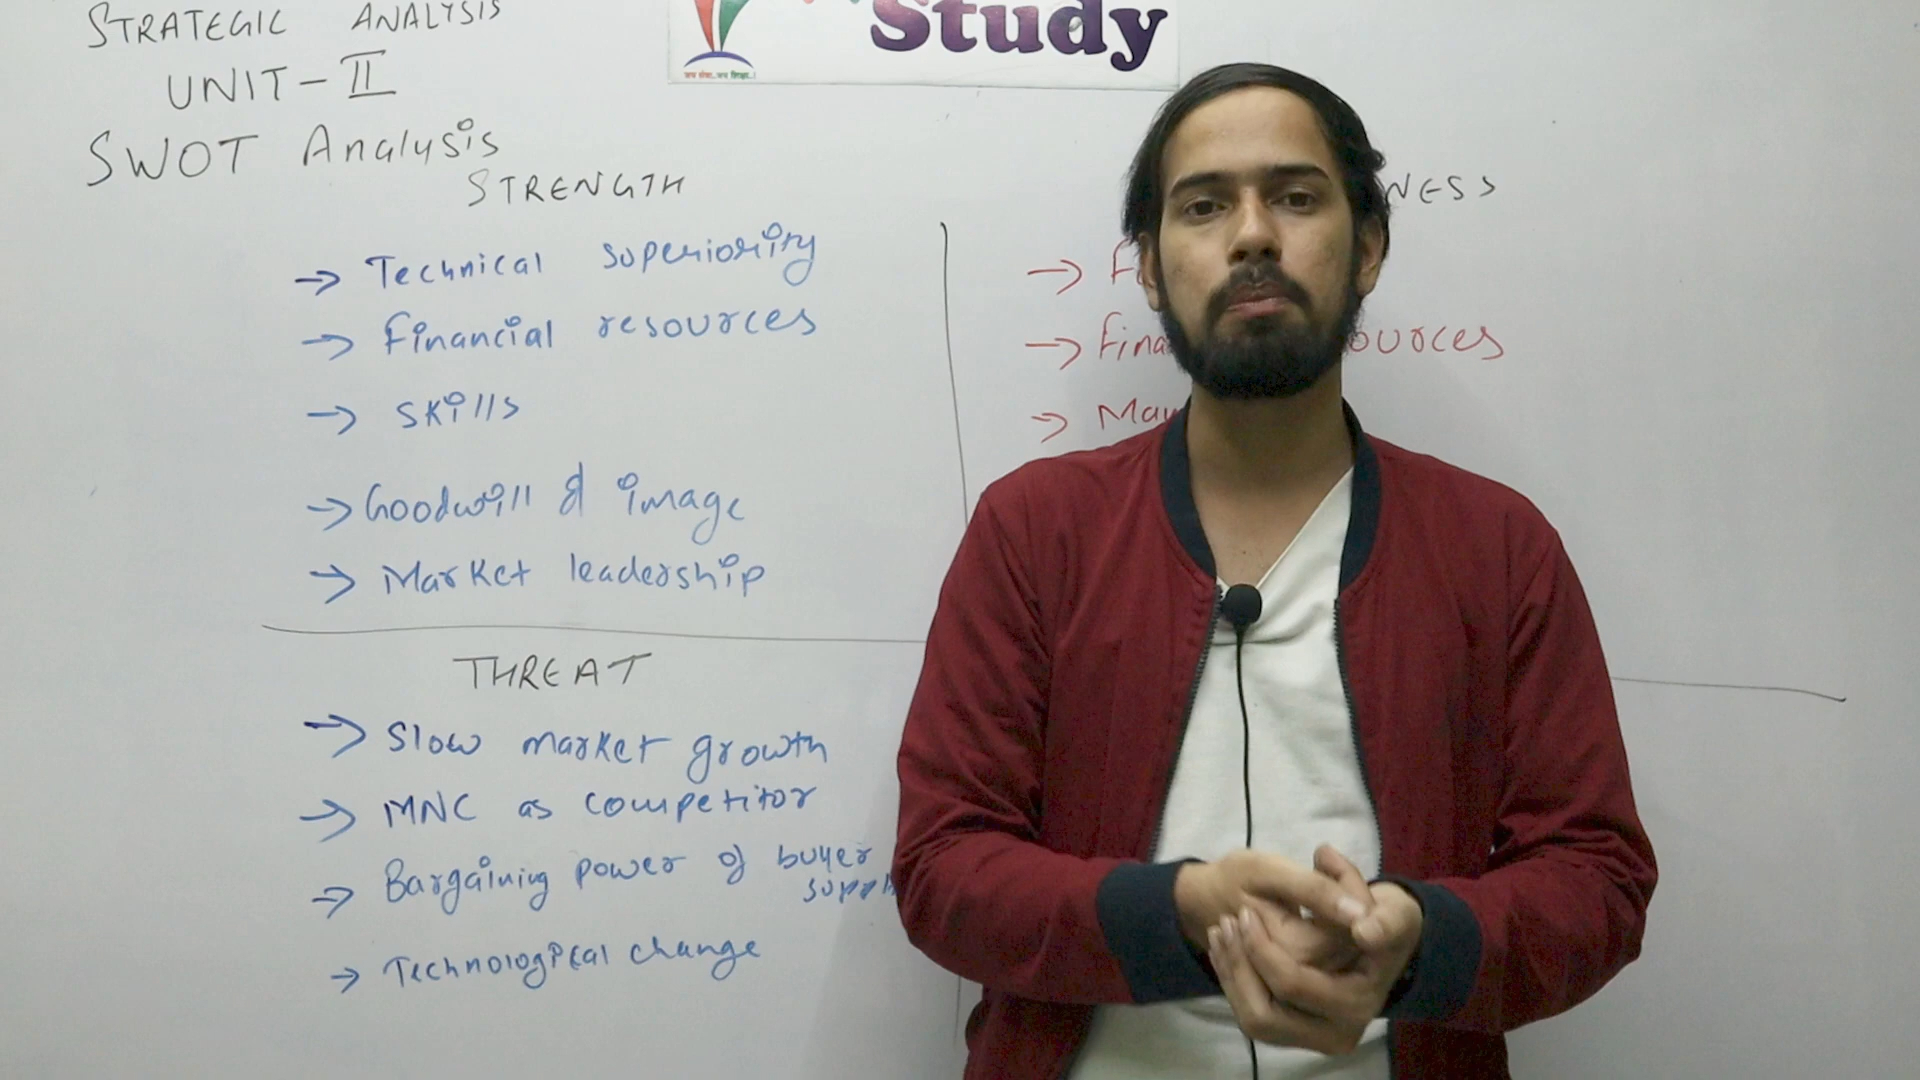 STRATEGIC ANALYSIS
UNIT-II
SWOT Analysis
Study
STRENGTH
→ Technical superiority
→ Financial resources
→ Skills
→ Goodwill & image
→ Market leadership
NESS
→
→ Fina ources
→
THREAT
→ Slow market growth
→ MNC as competitor
→ Bargaining power of buyer
→ Technological change